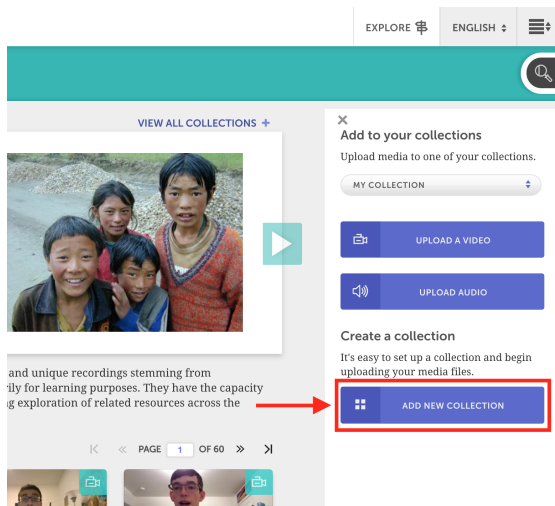 EXPLORE
ENGLISH
VIEW ALL COLLECTIONS +
and unique recordings stemming from
ily for learning purposes. They have the capacity
g exploration of related resources across the
PAGE 1 OF 60
Add to your collections
Upload media to one of your collections.
MY COLLECTION
UPLOAD A VIDEO
UPLOAD AUDIO
Create a collection
It's easy to set up a collection and begin
uploading your media files.
ADD NEW COLLECTION